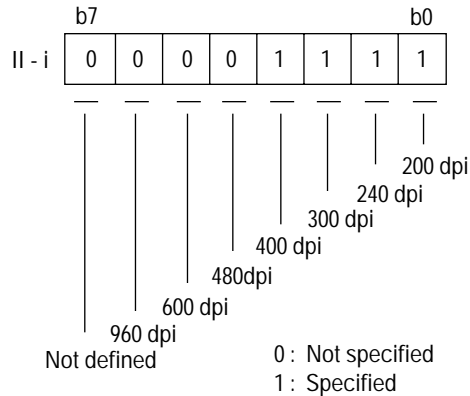 b7 b0
II - i 0 0 0 0 1 1 1 1
200 dpi
240 dpi
300 dpi
400 dpi
480dpi
600 dpi
960 dpi
Not defined
0 : Not specified
1 : Specified